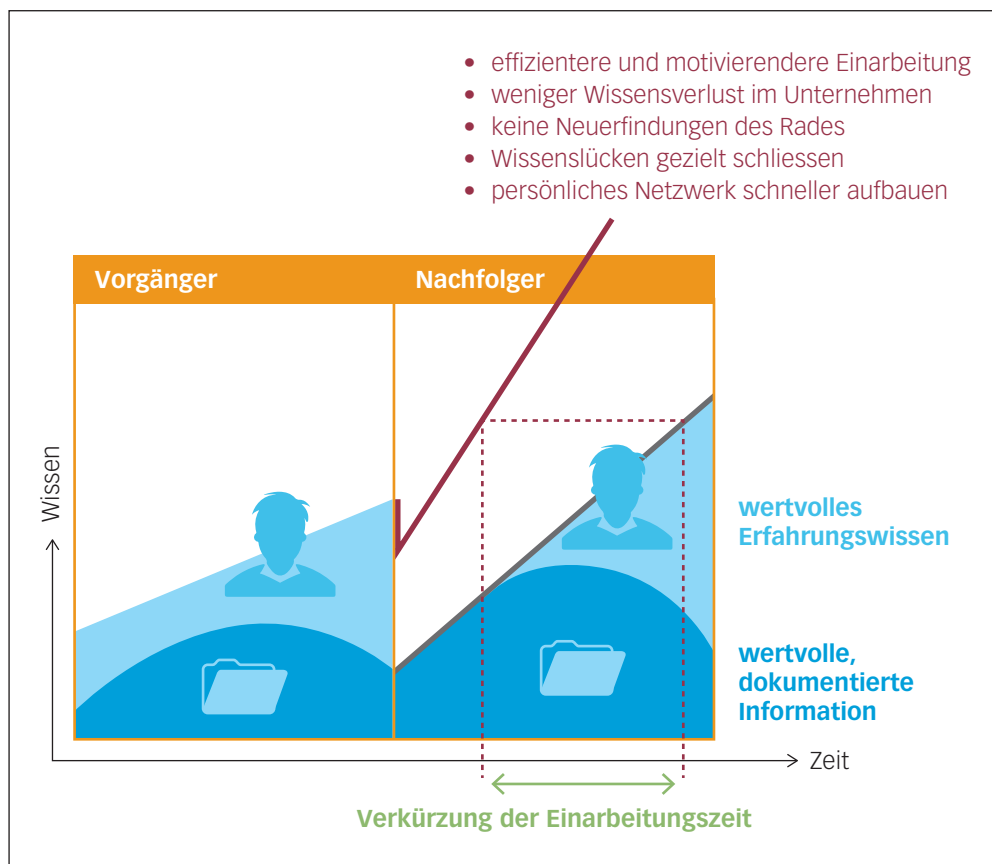 • effizientere und motivierendere Einarbeitung
• weniger Wissensverlust im Unternehmen
• keine Neuerfindungen des Rades
• Wissenslücken gezielt schliessen
• persönliches Netzwerk schneller aufbauen
Vorgänger
Nachfolger
Wissen
wertvolles
Erfahrungswissen
wertvolle,
dokumentierte
Information
Zeit
Verkürzung der Einarbeitungszeit